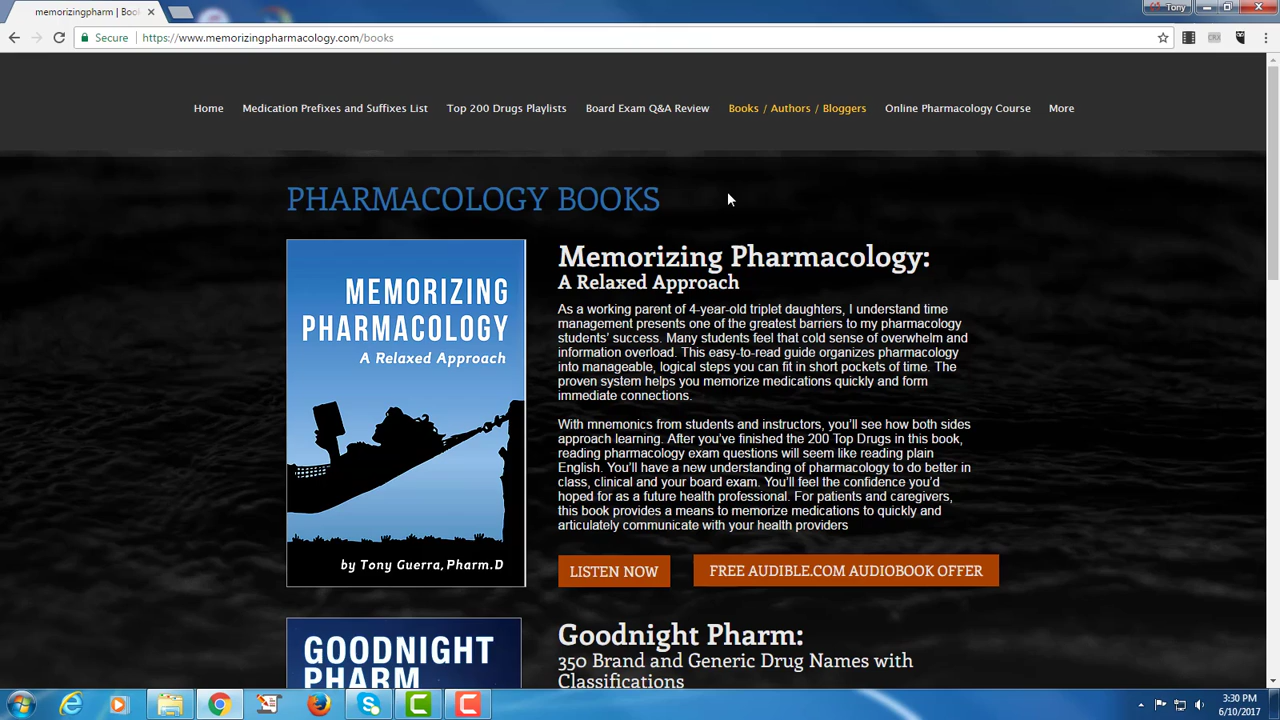 memorizingpharm | Boo
Tony
Secure
https://www.memorizingpharmacology.com/books
Home
Medication Prefixes and Suffixes List
Top 200 Drugs Playlists
Board Exam Q&A Review
Books / Authors / Bloggers
Online Pharmacology Course
More
PHARMACOLOGY BOOKS
MEMORIZING
PHARMACOLOGY
A Relaxed Approach
by Tony Guerra, Pharm.D
Memorizing Pharmacology:
A Relaxed Approach
As a working parent of 4-year-old triplet daughters, I understand time
management presents one of the greatest barriers to my pharmacology
students' success. Many students feel that cold sense of overwhelm and
information overload. This easy-to-read guide organizes pharmacology
into manageable, logical steps you can fit in short pockets of time. The
proven system helps you memorize medications quickly and form
immediate connections.
With mnemonics from students and instructors, you'll see how both sides
approach learning. After you've finished the 200 Top Drugs in this book,
reading pharmacology exam questions will seem like reading plain
English. You'll have a new understanding of pharmacology to do better in
class, clinical and your board exam. You'll feel the confidence you'd
hoped for as a future health professional. For patients and caregivers,
this book provides a means to memorize medications to quickly and
articulately communicate with your health providers
LISTEN NOW
FREE AUDIBLE.COM AUDIOBOOK OFFER
GOODNIGHT
PHARM
Goodnight Pharm:
350 Brand and Generic Drug Names with
Classifications
3:30 PM
6/10/2017